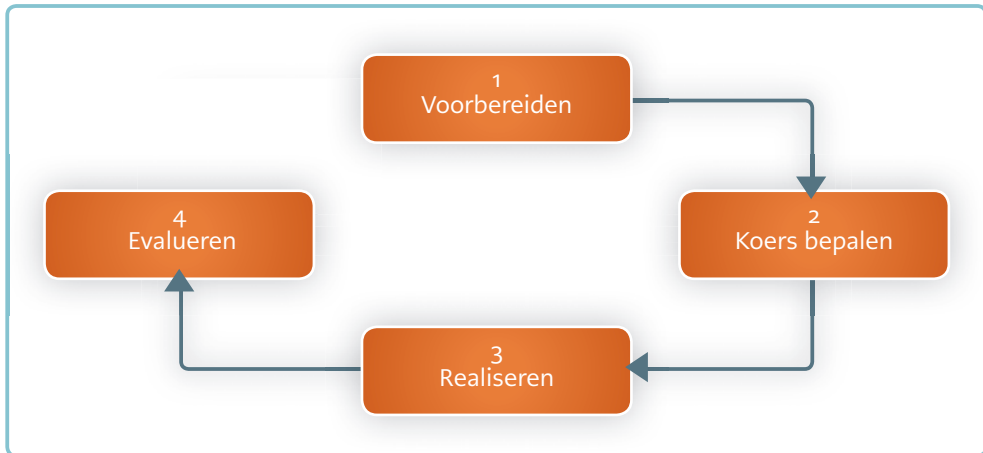 1
Voorbereiden
2
Koers bepalen
3
Realiseren
4
Evalueren